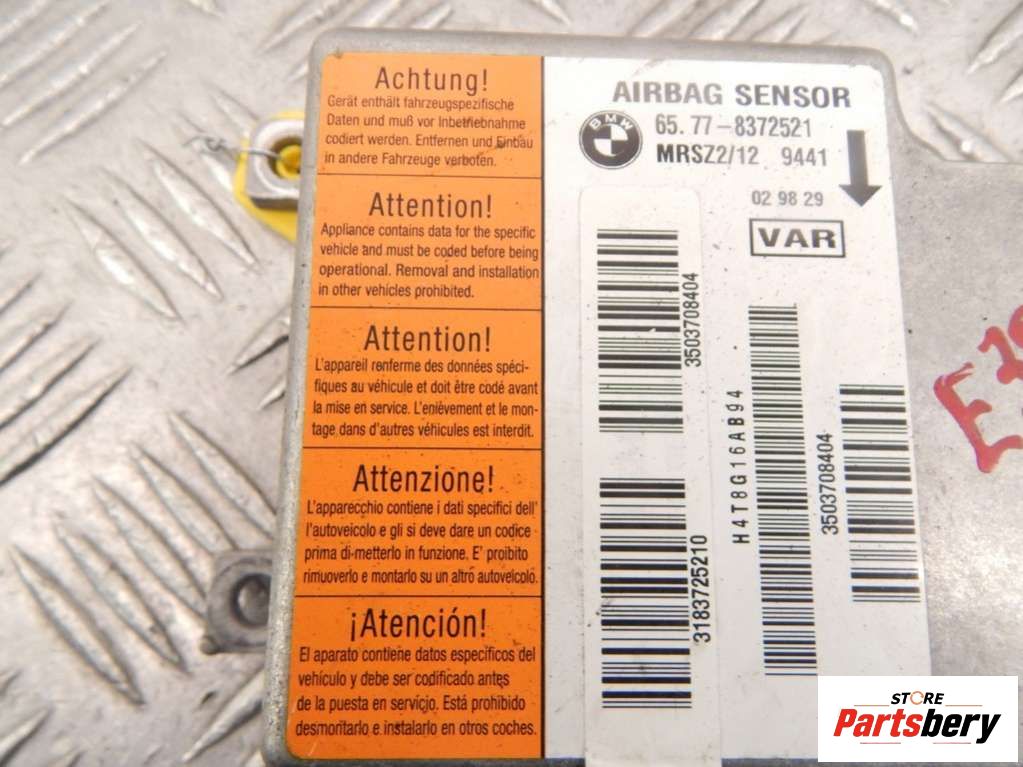 Achtung!
Gerät enthält fahrzeugspezifische
Daten und muß vor Inbetriebnahme
codiert werden. Entfernen und Einbau
in andere Fahrzeuge verboten.
Attention!
Appliance contains data for the specific
vehicle and must be coded before being
operational. Removal and installation
in other vehicles prohibited.
Attention!
L'appareil renferme des données spéci-
fiques au véhicule et doit être codé avant
la mise en service. L'enièvement et le mon-
tage dans d'autres véhicules est interdit.
Attenzione!
L'apparecchio contiene i dati specifici dell'
l'autoveicolo e gli si deve dare un codice
prima di-metterlo in funzione. E' proibito
rimuoverlo e montarlo su un altro autoveicolo.
¡Atención!
El aparato contiene datos especificos del
vehículo y debe ser codificado antes
de la puesta en servicio. Está prohibido
desmontarlo e instalarlo en otros coches.
AIRBAG SENSOR
BMW
65.77-8372521
MRSZ2/12 9441
02 98 29
VAR
3503708404
3183725210
H4T8G16AB94
3503708404
STORE
Partsbery